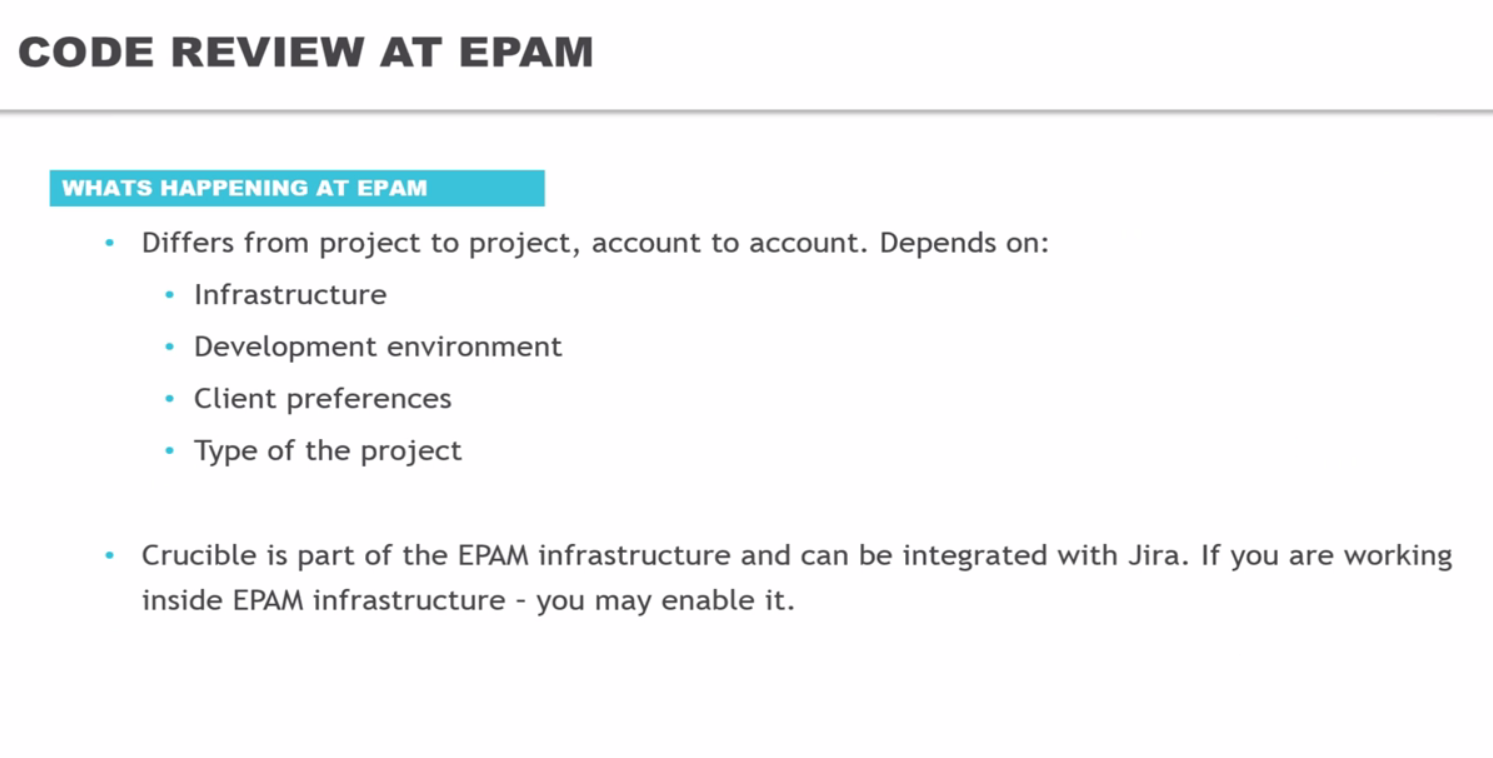 CODE REVIEW AT EPAM
WHATS HAPPENING AT EPAM
• Differs from project to project, account to account. Depends on:
• Infrastructure
• Development environment
• Client preferences
• Type of the project
• Crucible is part of the EPAM infrastructure and can be integrated with Jira. If you are working
inside EPAM infrastructure – you may enable it.